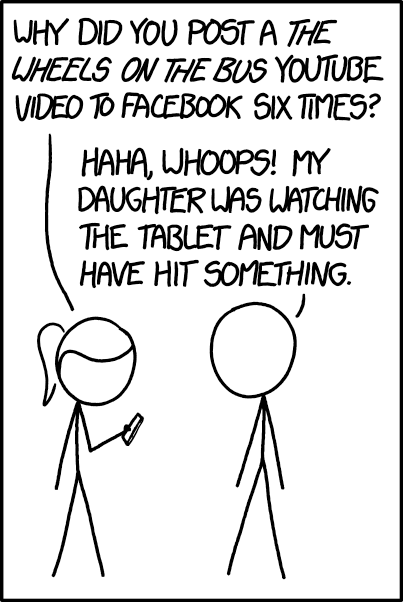 WHY DID YOU POST A THE
WHEELS ON THE BUS YOUTUBE
VIDEO TO FACEBOOK SIX TIMES?
HAHA, WHOOPS! MY
DAUGHTER WAS WATCHING
THE TABLET AND MUST
HAVE HIT SOMETHING.